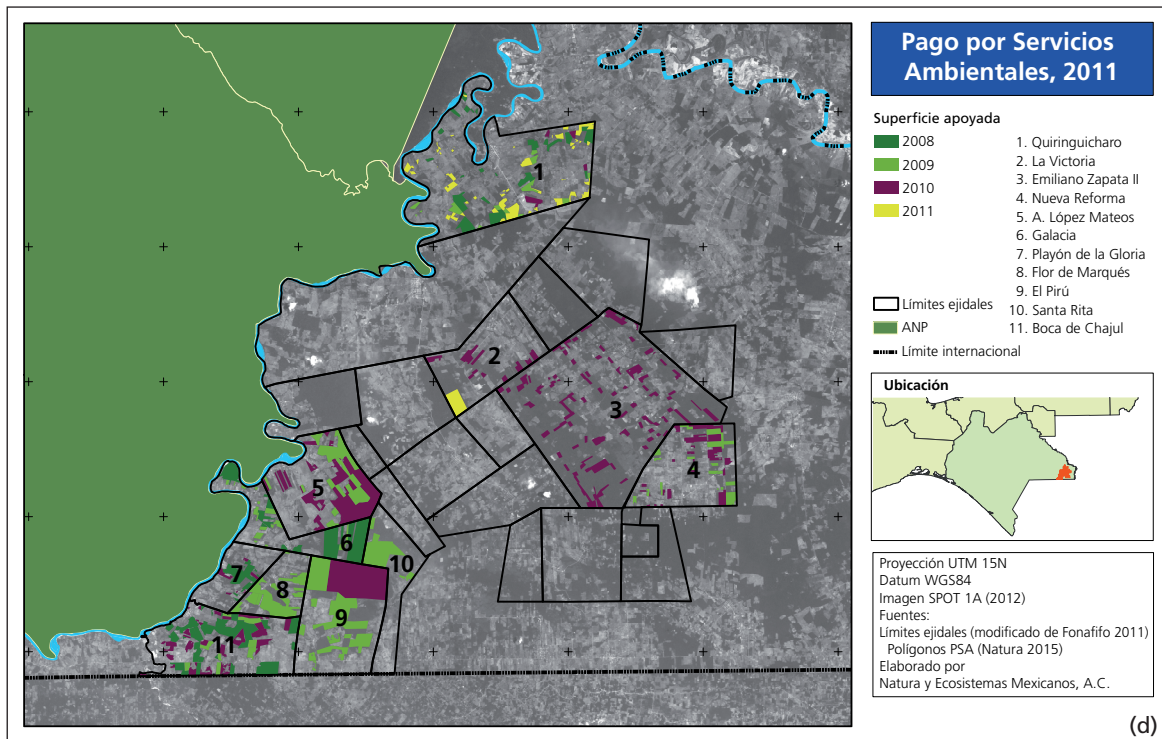 Pago por Servicios
Ambientales, 2011
Superficie apoyada
2008
2009
2010
2011
Límites ejidales
ANP
Límite internacional
1. Quiringuicharo
2. La Victoria
3. Emiliano Zapata II
4. Nueva Reforma
5. A. López Mateos
6. Galacia
7. Playón de la Gloria
8. Flor de Marqués
9. El Pirú
10. Santa Rita
11. Boca de Chajul
1
2
3
4
5
6
10
7
8
9
11
Ubicación
Proyección UTM 15N
Datum WGS84
Imagen SPOT 1A (2012)
Fuentes:
Límites ejidales (modificado de Fonafifo 2011)
Polígonos PSA (Natura 2015)
Elaborado por
Natura y Ecosistemas Mexicanos, A.C.
(d)